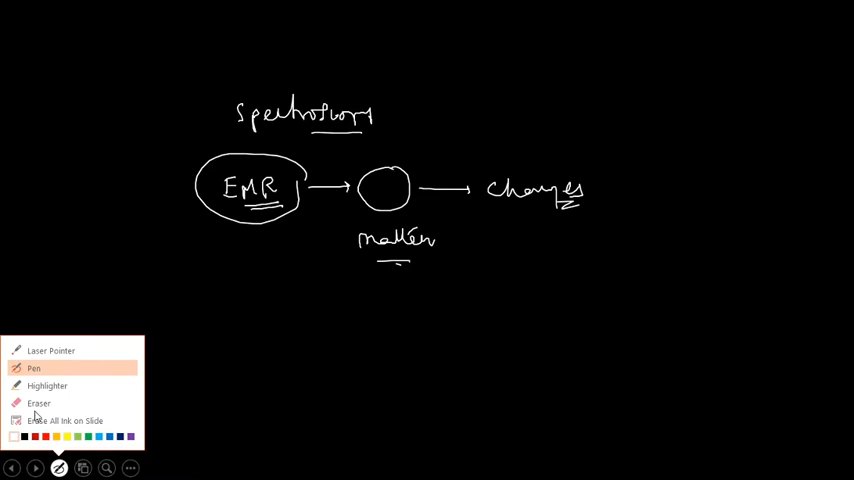 Spectroscopy
EMR
changes
matter
Laser Pointer
Pen
Highlighter
Eraser
Erase All Ink on Slide